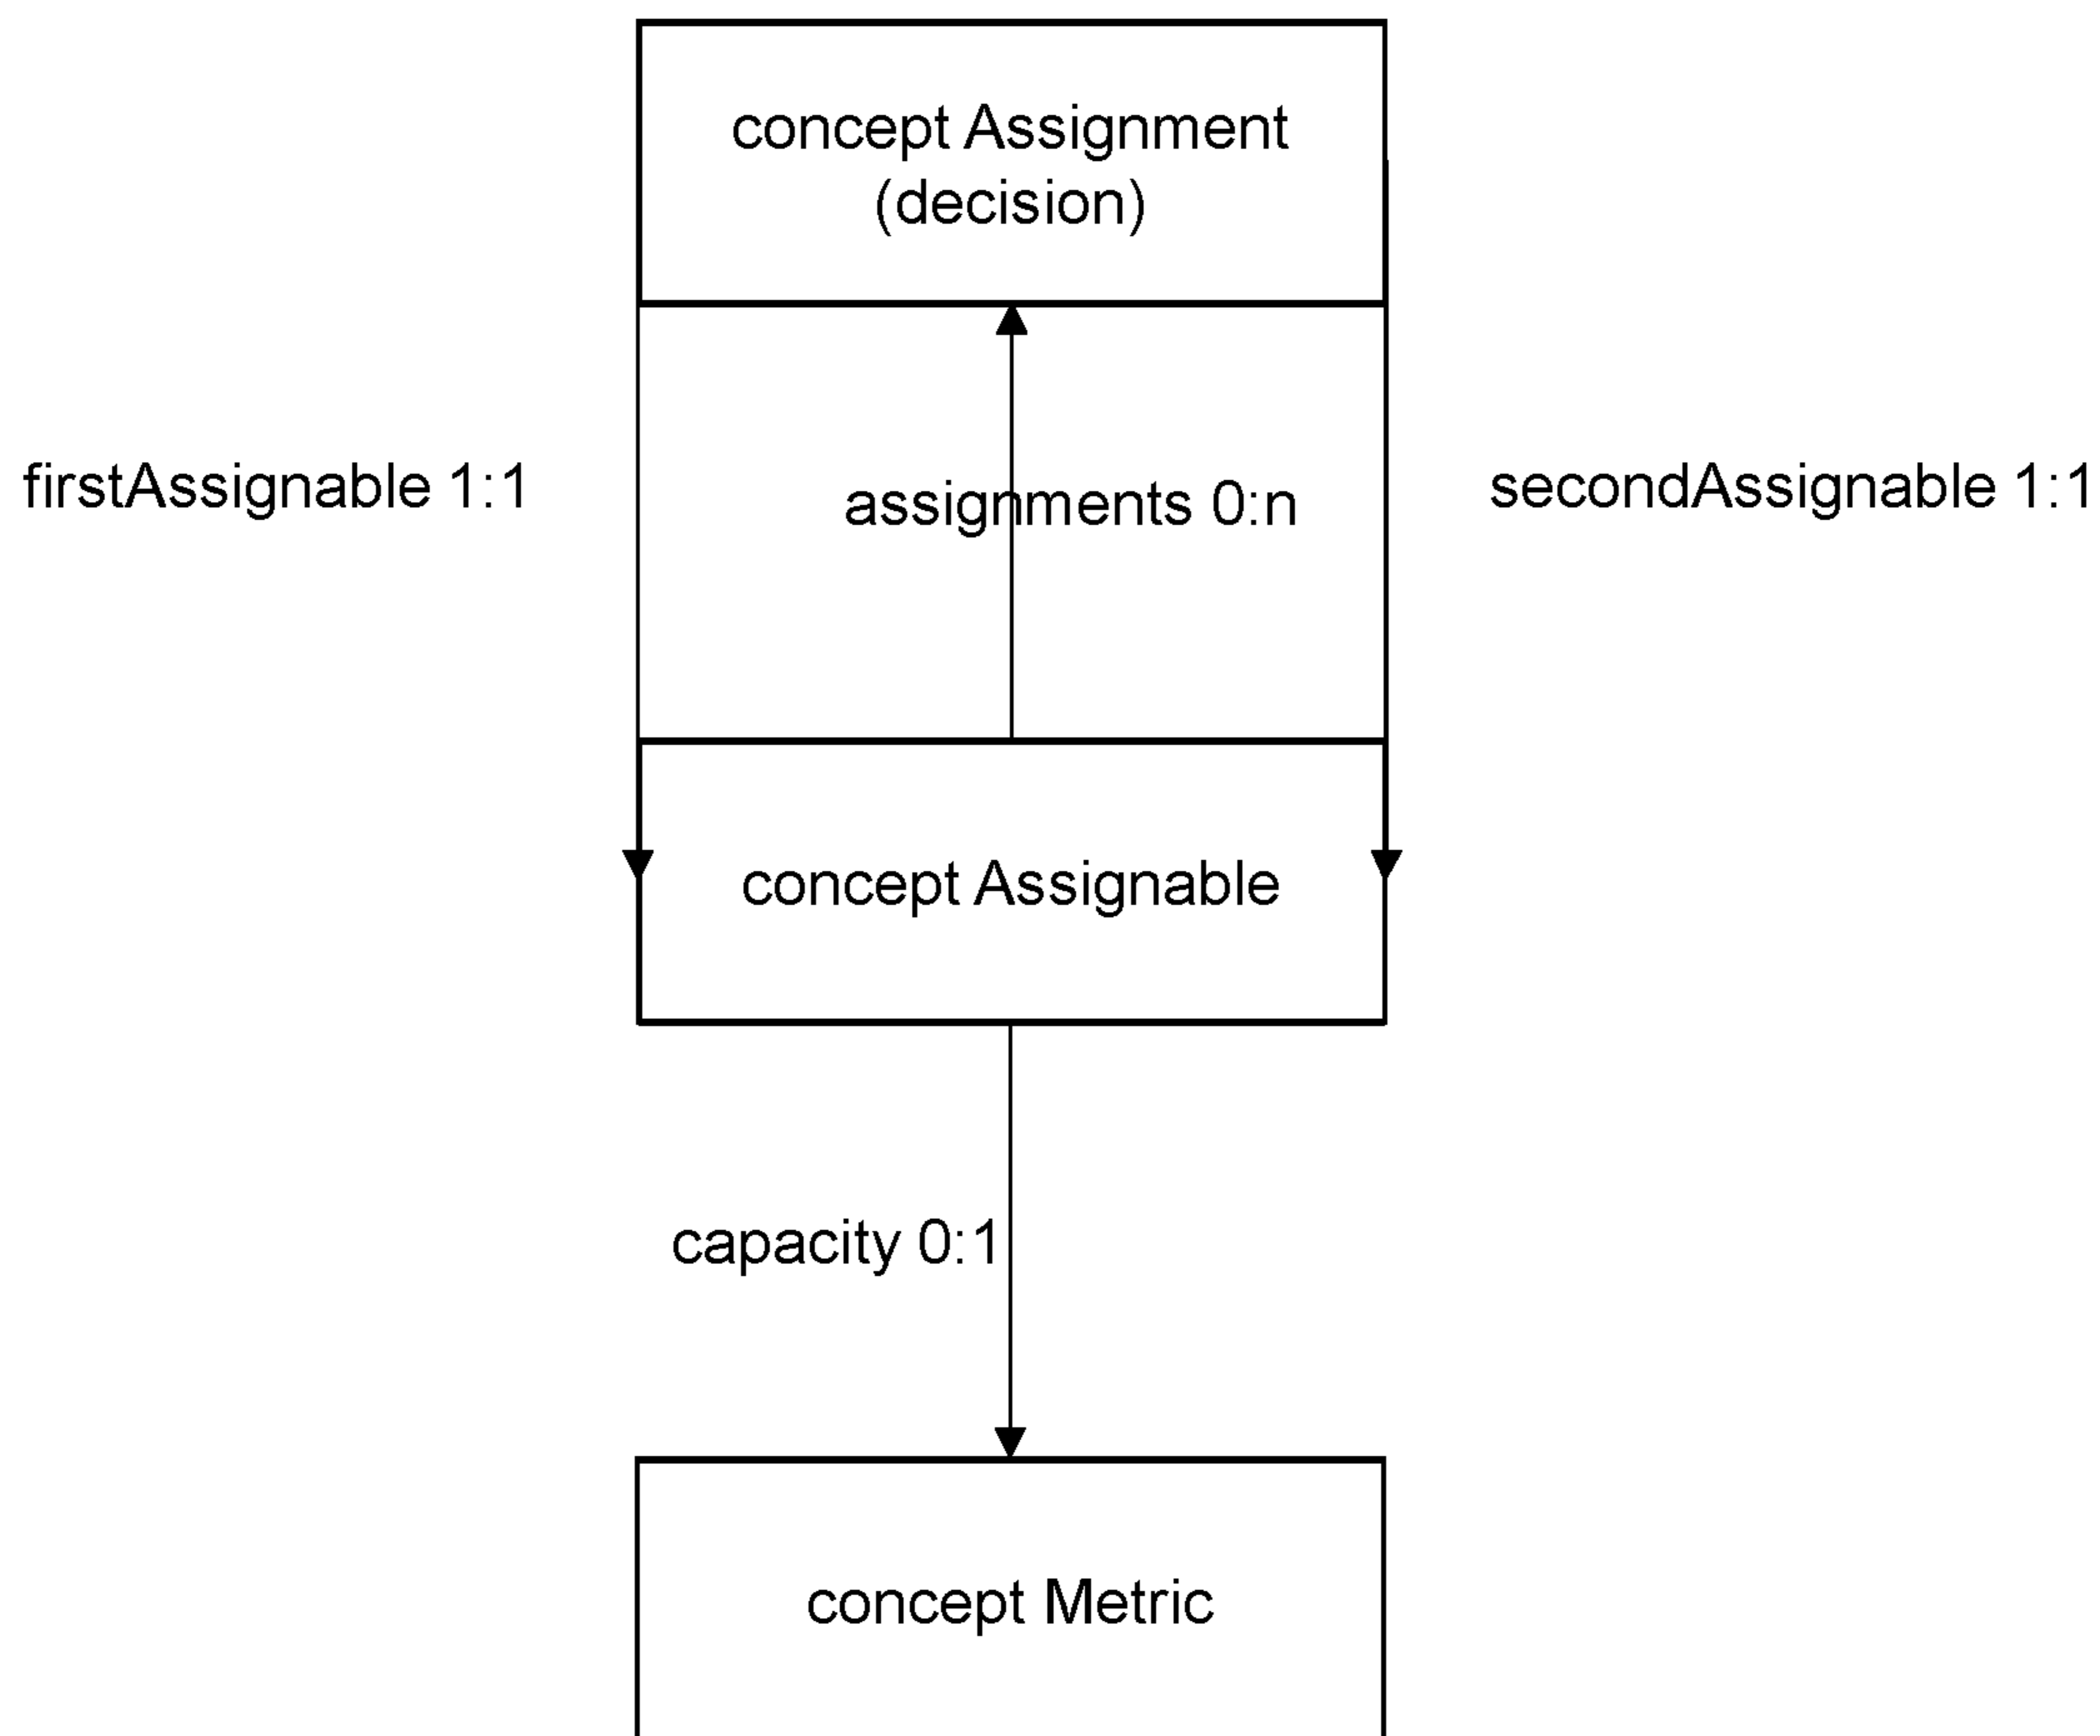 concept Assignment
(decision)
firstAssignable 1:1
assignments 0:n
secondAssignable 1:1
concept Assignable
capacity 0:1
concept Metric